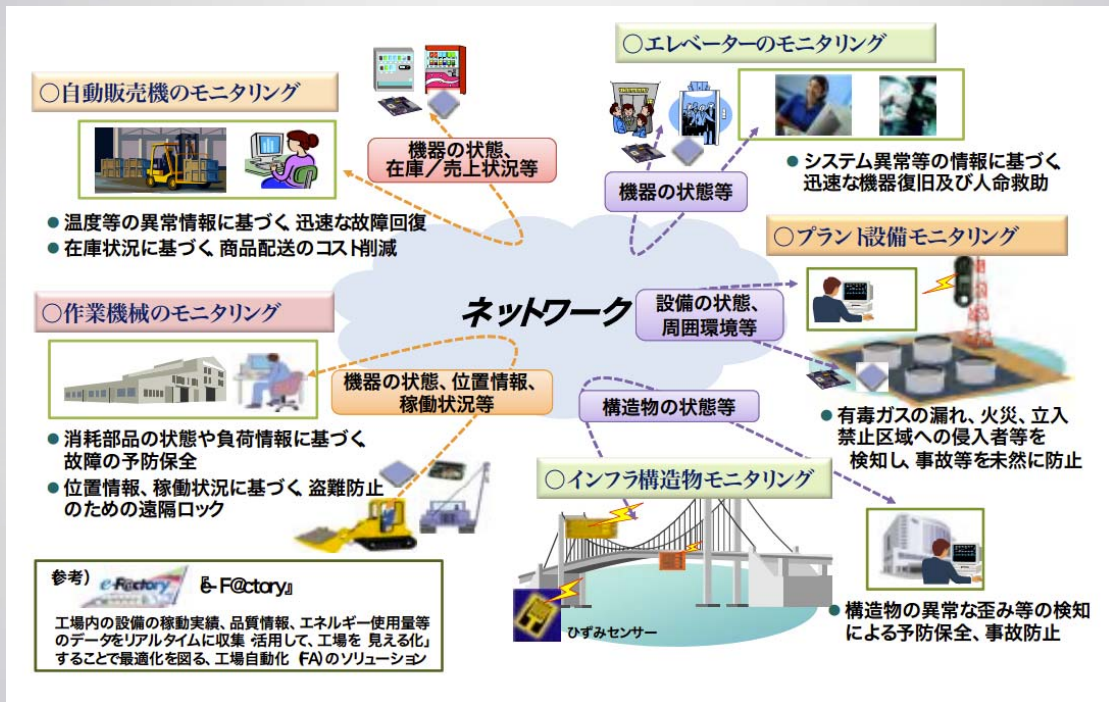 ○自動販売機のモニタリング
機器の状態、
在庫／売上状況等
● 温度等の異常情報に基づく、迅速な故障回復
● 在庫状況に基づく、商品配送のコスト削減
○エレベーターのモニタリング
機器の状態等
● システム異常等の情報に基づく、
迅速な機器復旧及び人命救助
ネットワーク
○プラント設備モニタリング
設備の状態、
周囲環境等
● 有毒ガスの漏れ、火災、立入
禁止区域への侵入者等を
検知し、事故等を未然に防止
○作業機械のモニタリング
機器の状態、位置情報、
稼働状況等
● 消耗部品の状態や負荷情報に基づく、
故障の予防保全
● 位置情報、稼働状況に基づく、盗難防止
のための遠隔ロック
構造物の状態等
○インフラ構造物モニタリング
ひずみセンサー
● 構造物の異常な歪み等の検知
による予防保全、事故防止
参考） e-F@ctory 『e-F@ctory』
工場内の設備の稼動実績、品質情報、エネルギー使用量等
のデータをリアルタイムに収集・活用して、工場を「見える化」
することで最適化を図る、工場自動化（FA）のソリューション